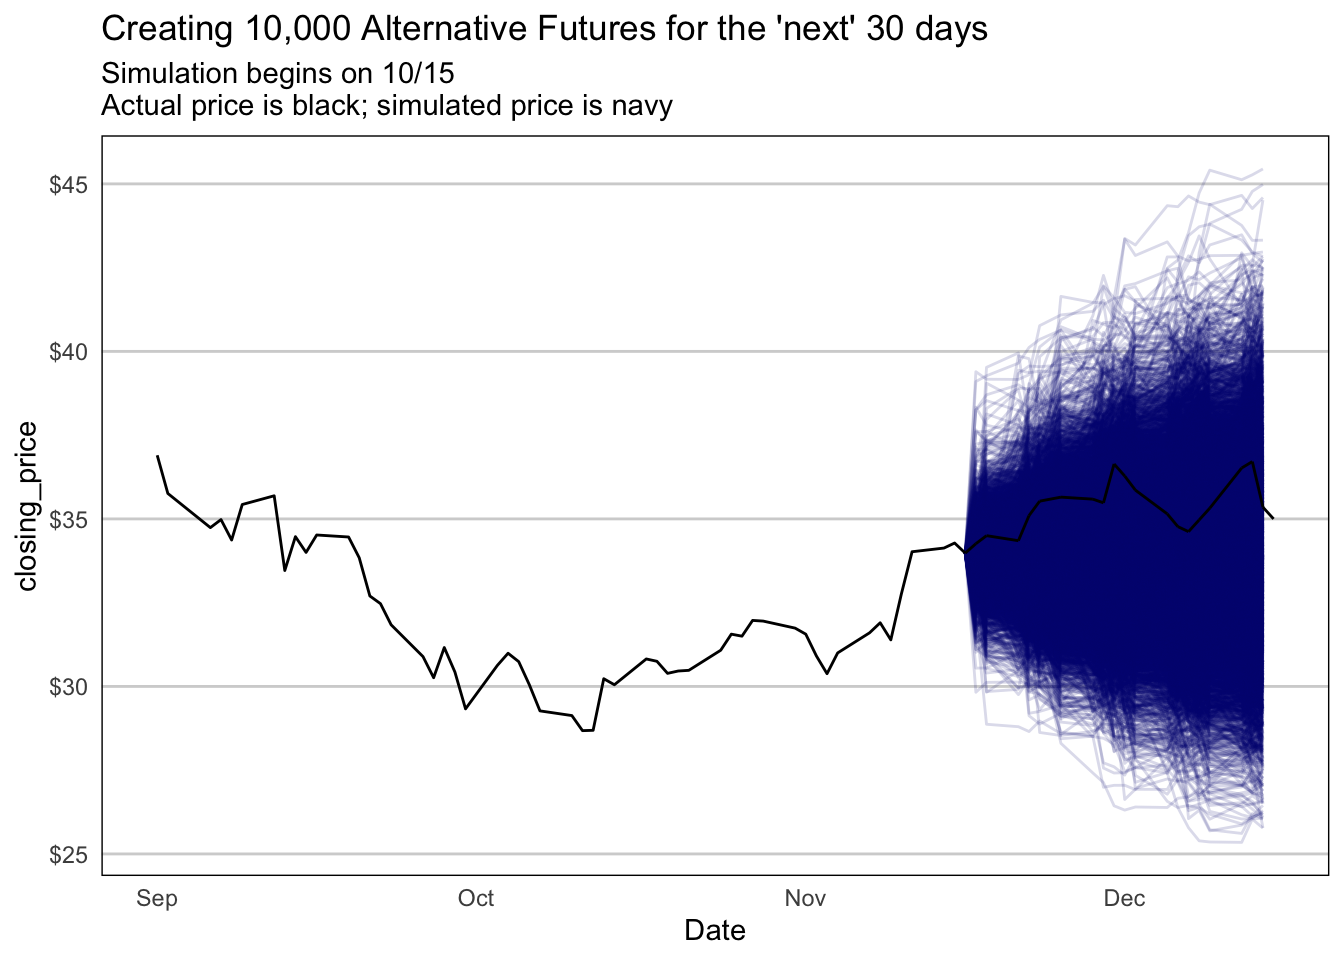 Creating 10,000 Alternative Futures for the 'next' 30 days
Simulation begins on 10/15
Actual price is black; simulated price is navy
$45
$40
$35
$30
$25
closing_price
Sep
Oct
Nov
Dec
Date